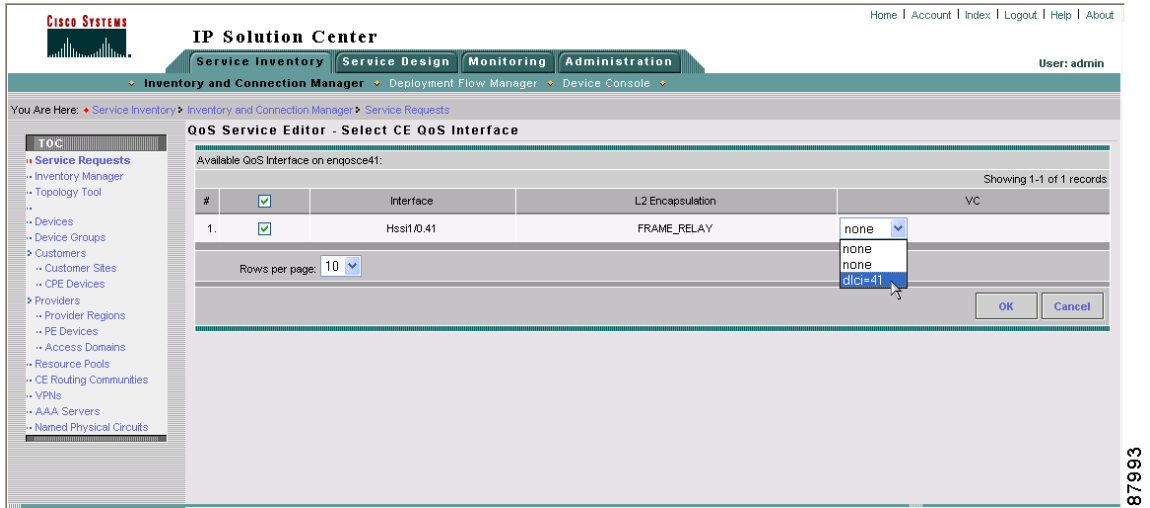 Home | Account | Index | Logout | Help | About
CISCO SYSTEMS
IP Solution Center
Service Inventory Service Design Monitoring Administration
User: admin
Inventory and Connection Manager Deployment Flow Manager Device Console
You Are Here: Service Inventory Inventory and Connection Manager Service Requests
QoS Service Editor - Select CE QoS Interface
TOC
Service Requests
Inventory Manager
Topology Tool
Devices
Device Groups
Customers
Customer Sites
CPE Devices
Providers
Provider Regions
PE Devices
Access Domains
Resource Pools
CE Routing Communities
VPNs
AAA Servers
Named Physical Circuits
Available QoS Interface on enqosce41:
Showing 1-1 of 1 records
# Interface L2 Encapsulation VC
1. Hssi1/0.41 FRAME_RELAY none
none
none
dlci=41
Rows per page: 10
OK Cancel
87993